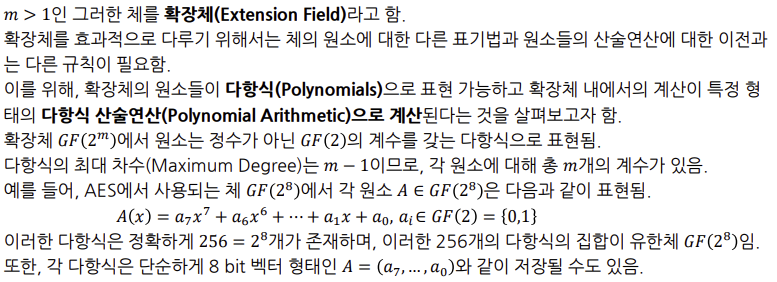 m > 1인 그러한 체를 확장체(Extension Field)라고 함.
확장체를 효과적으로 다루기 위해서는 체의 원소에 대한 다른 표기법과 원소들의 산술연산에 대한 이전과
는 다른 규칙이 필요함.
이를 위해, 확장체의 원소들이 다항식(Polynomials)으로 표현 가능하고 확장체 내에서의 계산이 특정 형
태의 다항식 산술연산(Polynomial Arithmetic)으로 계산된다는 것을 살펴보고자 함.
확장체 GF(2^m)에서 원소는 정수가 아닌 GF(2)의 계수를 갖는 다항식으로 표현됨.
다항식의 최대 차수(Maximum Degree)는 m − 1이므로, 각 원소에 대해 총 m개의 계수가 있음.
예를 들어, AES에서 사용되는 체 GF(2^8)에서 각 원소 A ∈ GF(2^8)은 다음과 같이 표현됨.
A(x) = a_7x^7 + a_6x^6 + ⋯ + a_1x + a_0, a_i ∈ GF(2) = {0,1}
이러한 다항식은 정확하게 256 = 2^8개가 존재하며, 이러한 256개의 다항식의 집합이 유한체 GF(2^8)임.
또한, 각 다항식은 단순하게 8 bit 벡터 형태인 A = (a_7, … , a_0)와 같이 저장될 수도 있음.